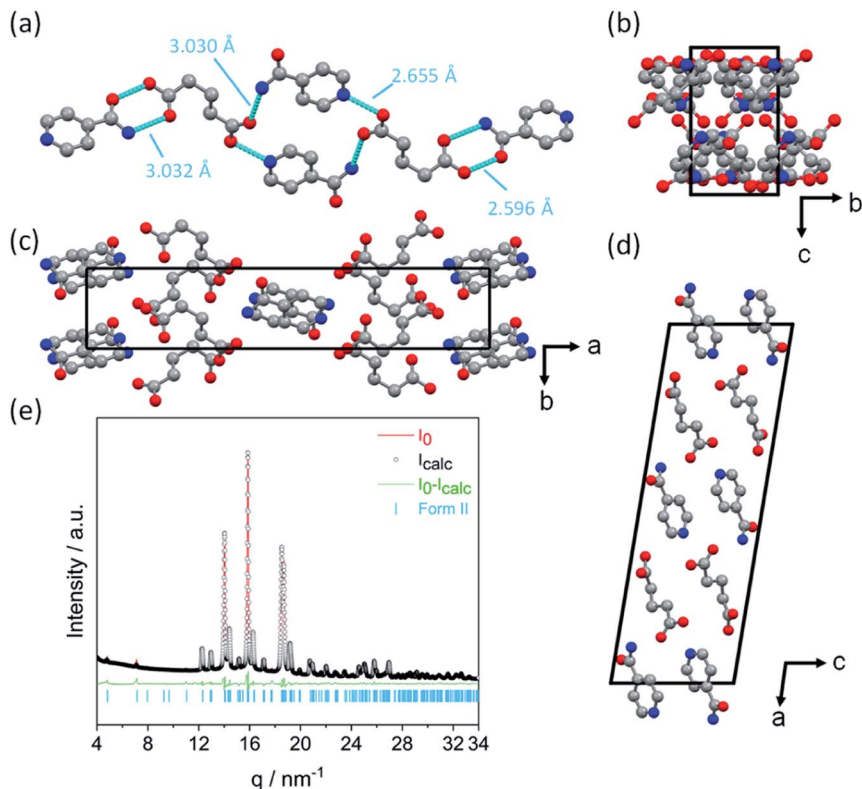 (a)
3.030 Å
2.655 Å
3.032 Å
2.596 Å
(b)
b
c
(c)
a
b
(d)
c
a
(e)
I0
Icalc
I0-Icalc
Form II
Intensity / a.u.
4 8 12 16 20 24 28 32 34
q / nm-1